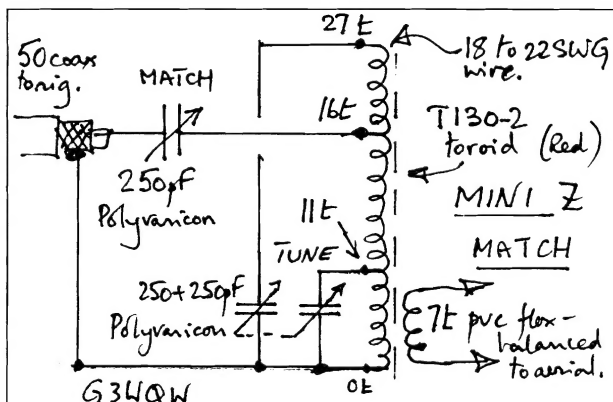 27t
18 to 22SWG
wire.
50 coax
to rig.
MATCH
16t
T130-2
toroid (Red)
250pF
Polyvaricon
MINI Z
MATCH
11t
TUNE
250+250pF
Polyvaricon
7t pvc flex-
balanced
to aerial.
0t
G3WQW